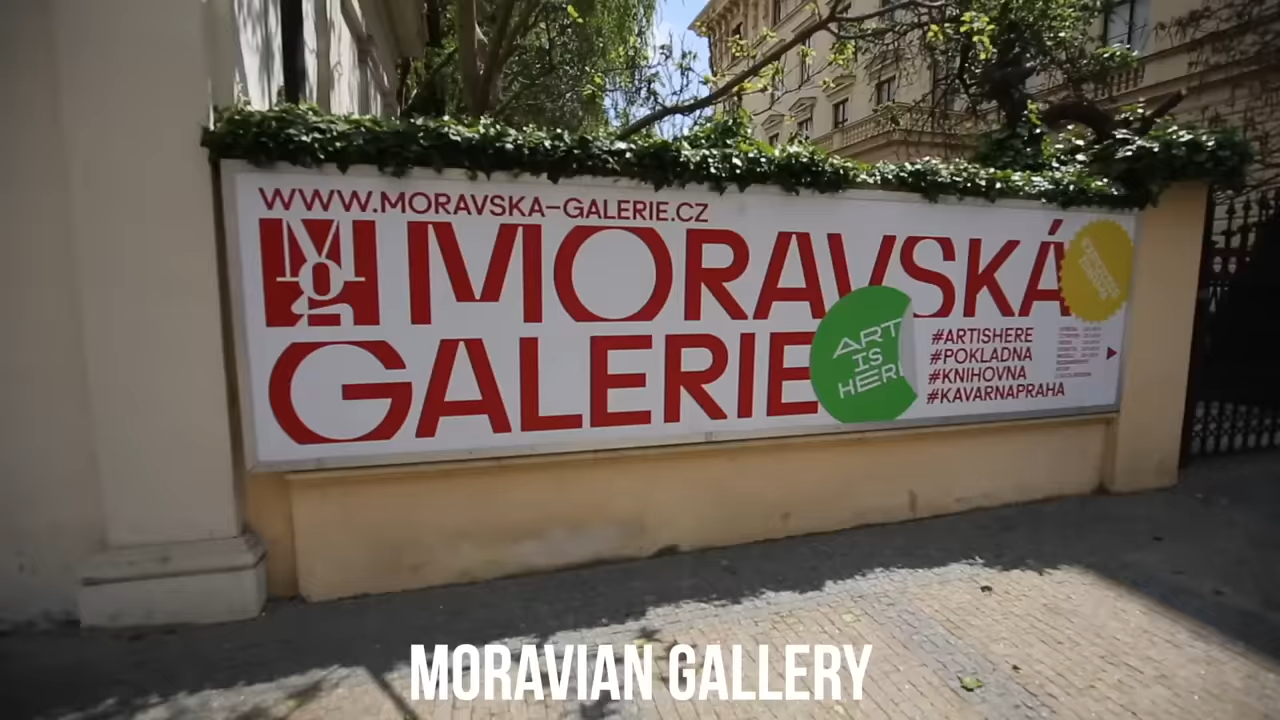 WWW.MORAVSKA-GALERIE.CZ
MORAVSKÁ
GALERIE
ART
IS
HERE
#ARTISHERE
#POKLADNA
#KNIHOVNA
#KAVARNAPRAHA
MORAVIAN GALLERY